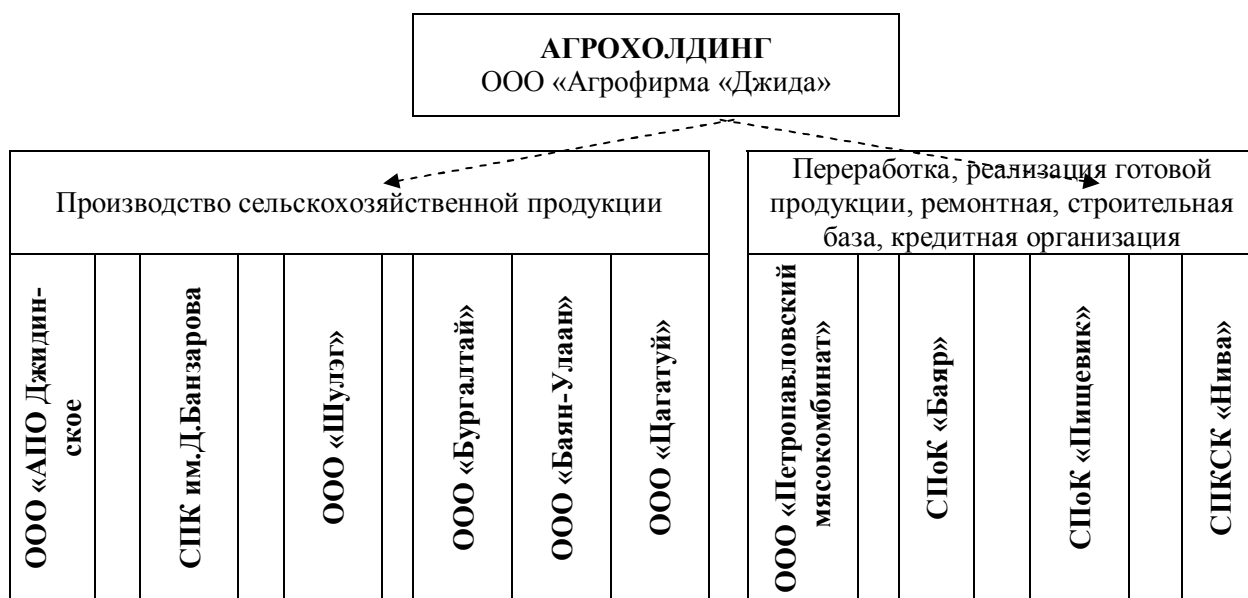 АГРОХОЛДИНГ
ООО «Агрофирма «Джида»
Производство сельскохозяйственной продукции
Переработка, реализация готовой
продукции, ремонтная, строительная
база, кредитная организация
ООО «АПО Джидин-
ское
СПК им.Д.Банзарова
ООО «Шулэг»
ООО «Бургалтай»
ООО «Баян-Улаан»
ООО «Цагатуй»
ООО «Петропавловский
мясокомбинат»
СПоК «Баяр»
СПоК «Пищевик»
СПКСК «Нива»